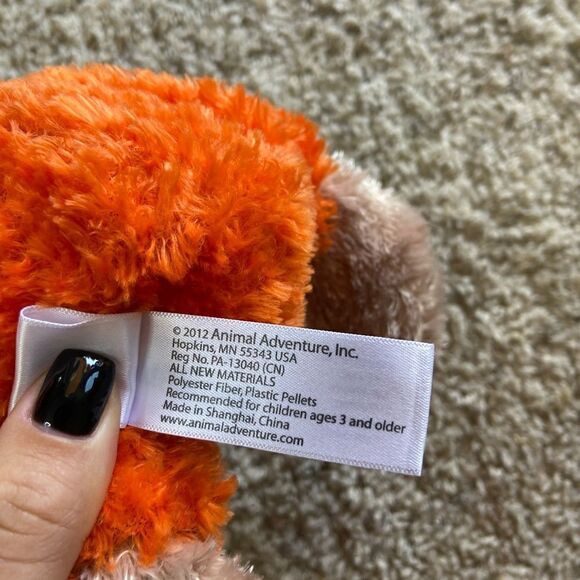 © 2012 Animal Adventure, Inc.
Hopkins, MN 55343 USA
Reg No. PA-13040 (CN)
ALL NEW MATERIALS
Polyester Fiber, Plastic Pellets
Recommended for children ages 3 and older
Made in Shanghai, China
www.animaladventure.com